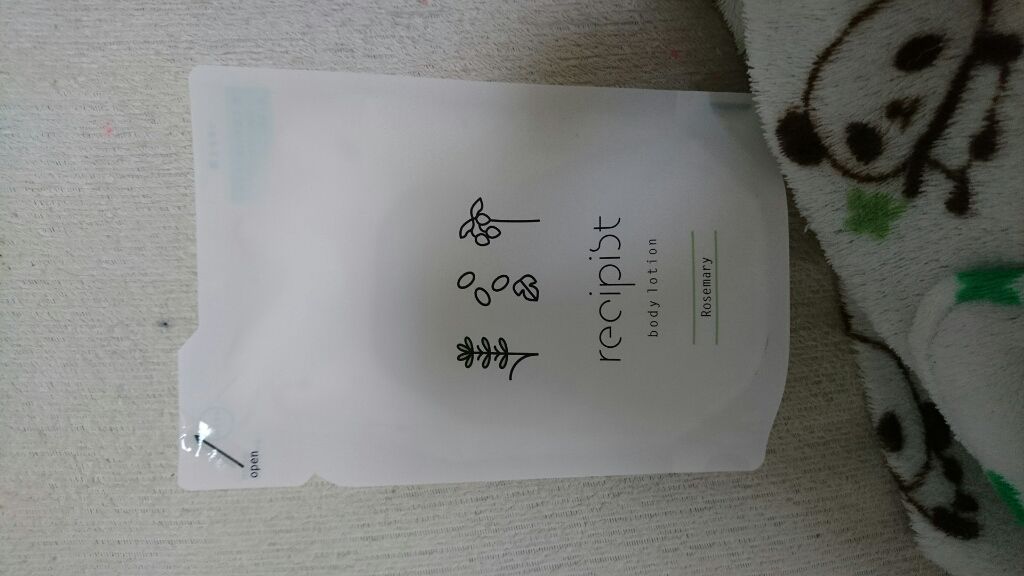 open
recipist
body lotion
Rosemary